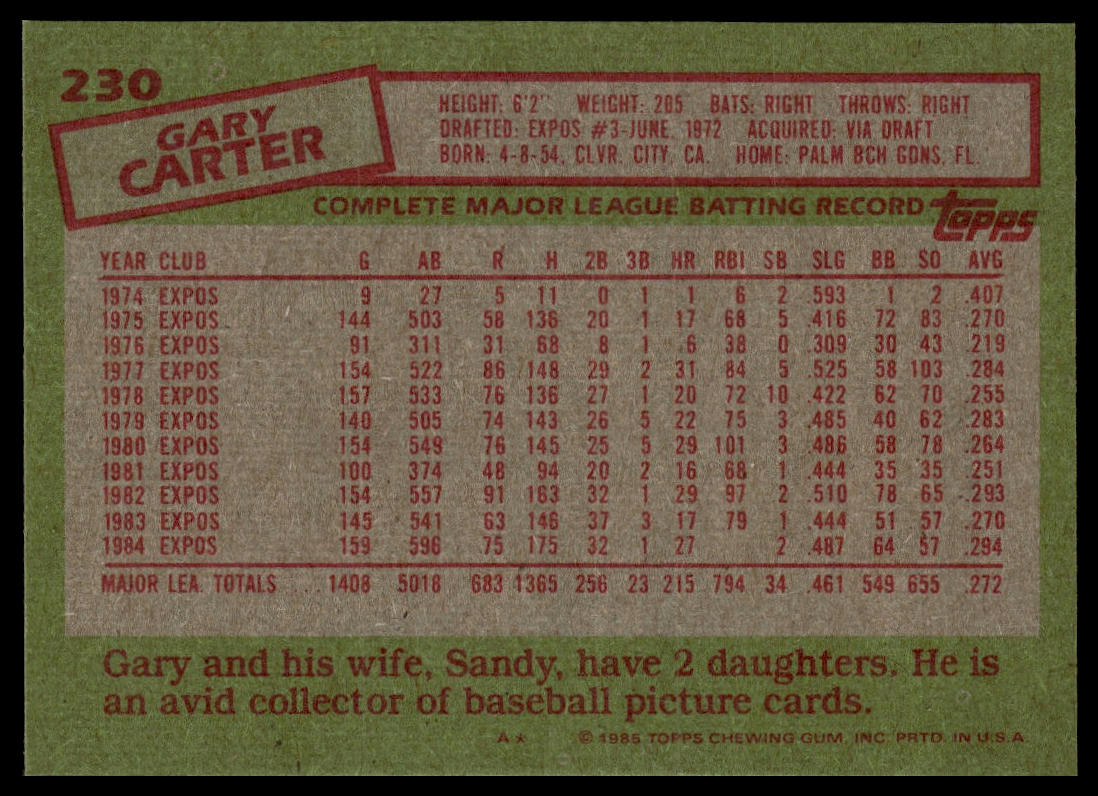 230
GARY
CARTER
HEIGHT: 6'2" WEIGHT: 205 BATS: RIGHT THROWS: RIGHT
DRAFTED: EXPOS #3-JUNE, 1972 ACQUIRED: VIA DRAFT
BORN: 4-8-54, CLVR. CITY, CA. HOME: PALM BCH GDNS, FL.
COMPLETE MAJOR LEAGUE BATTING RECORD topps
YEAR CLUB G AB R H 2B 3B HR RBI SB SLG BB SO AVG
1974 EXPOS 9 27 5 11 0 1 1 6 2 .593 1 2 .407
1975 EXPOS 144 503 58 136 20 1 17 68 5 .416 72 83 .270
1976 EXPOS 91 311 31 68 8 1 6 38 0 .309 30 43 .219
1977 EXPOS 154 522 86 148 29 2 31 84 5 .525 58 103 .284
1978 EXPOS 157 533 76 136 27 1 20 72 10 .422 62 70 .255
1979 EXPOS 140 505 74 143 26 5 22 75 3 .485 40 62 .283
1980 EXPOS 154 549 76 145 25 5 29 101 3 .486 58 78 .264
1981 EXPOS 100 374 48 94 20 2 16 68 1 .444 35 35 .251
1982 EXPOS 154 557 91 163 32 1 29 97 2 .510 78 65 .293
1983 EXPOS 145 541 63 146 37 3 17 79 1 .444 51 57 .270
1984 EXPOS 159 596 75 175 32 1 27 2 .487 64 57 .294
MAJOR LEA. TOTALS ... 1408 5018 683 1365 256 23 215 794 34 .461 549 655 .272
Gary and his wife, Sandy, have 2 daughters. He is
an avid collector of baseball picture cards.
A* © 1985 TOPPS CHEWING GUM, INC. PRTD. IN U.S.A.